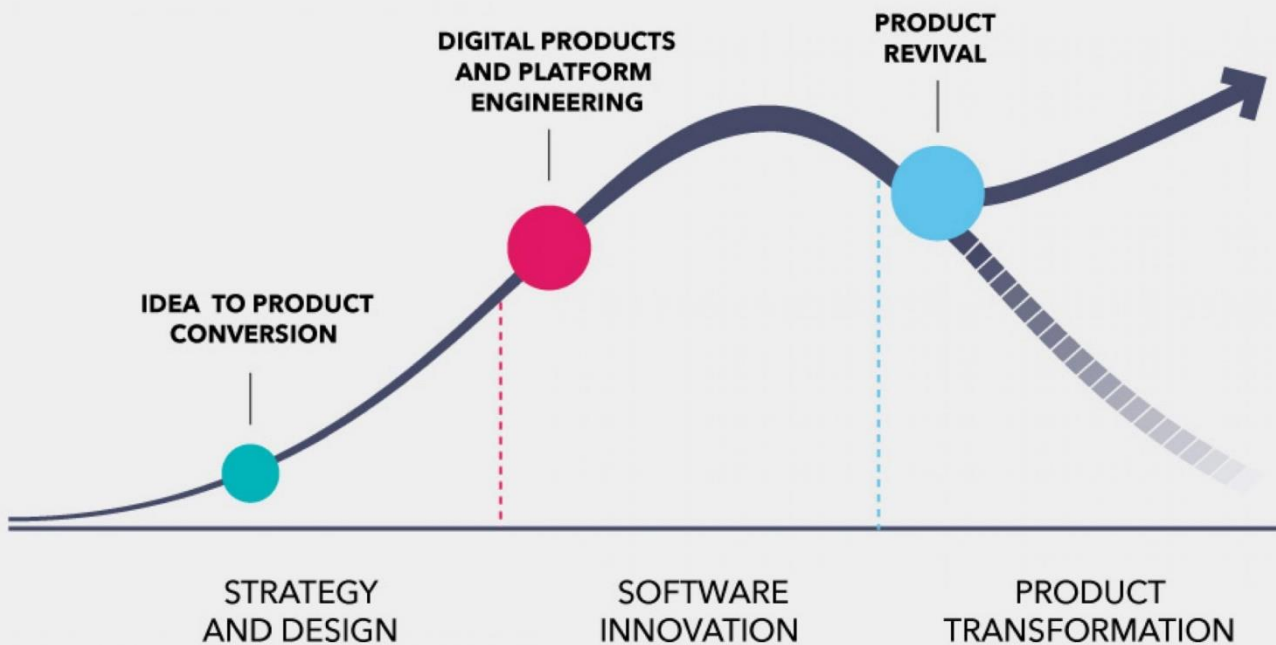 PRODUCT
REVIVAL
DIGITAL PRODUCTS
AND PLATFORM
ENGINEERING
IDEA TO PRODUCT
CONVERSION
STRATEGY
AND DESIGN
SOFTWARE
INNOVATION
PRODUCT
TRANSFORMATION